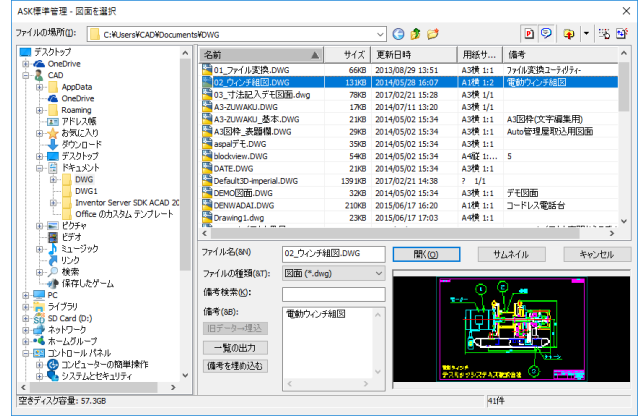 ASK標準管理 - 図面を選択
ファイルの場所(D):
C:¥Users¥CAD¥Documents¥DWG
デスクトップ
OneDrive
CAD
AppData
OneDrive
Roaming
アドレス帳
お気に入り
ダウンロード
デスクトップ
ドキュメント
DWG
DWG1
Inventor Server SDK ACAD 20
Office のカスタム テンプレート
ピクチャ
ビデオ
ミュージック
リンク
検索
保存したゲーム
PC
ライブラリ
SD Card (D:)
ネットワーク
ホームグループ
コントロール パネル
コンピューターの簡単操作
システムとセキュリティ
名前 サイズ 更新日時 用紙サ... 備考
01_ファイル変換.DWG 66KB 2013/08/29 13:51 A3横 1:1 ファイル変換ユーティリティ-
02_ウィンチ組図.DWG 131KB 2014/05/28 16:07 A1横 1:2 電動ウィンチ組図
03_寸法記入デモ図面.dwg 78KB 2017/02/21 15:28 A3横 1/1
A3-ZUWAKU.DWG 17KB 2014/07/11 13:20 A3横 1/1
A3-ZUWAKU_基本.DWG 21KB 2014/05/02 15:34 A3横 1:1 A3図枠(文字編集用)
A3図枠_表題欄.DWG 29KB 2014/05/02 15:34 A3横 1:1 Auto管理屋取込用図面
aspalデモ.DWG 35KB 2014/05/02 15:34 A3横 1:1
blockview.DWG 54KB 2014/05/02 15:34 A4縦 1:... 5
DATE.DWG 21KB 2014/05/02 15:34 A3横 1:1
Default3D-imperial.DWG 1391KB 2017/02/21 14:38 ? 1/1
DEMO図面.DWG 32KB 2014/05/02 15:34 A3横 1:1 デモ図面
DENWADAI.DWG 210KB 2015/06/17 16:20 A1横 1:1 コードレス電話台
Drawing1.dwg 23KB 2015/06/17 17:03 A4横 1:1
ファイル名(&N) 02_ウィンチ組図.DWG 開く(O) サムネイル キャンセル
ファイルの種類(&T): 図面 (*.dwg)
備考検索(K):
備考(&B): 電動ウィンチ組図
旧データー埋込
一覧の出力
備考を埋め込む
モーター
電動ウィンチ
空きディスク容量: 57.3GB 41件